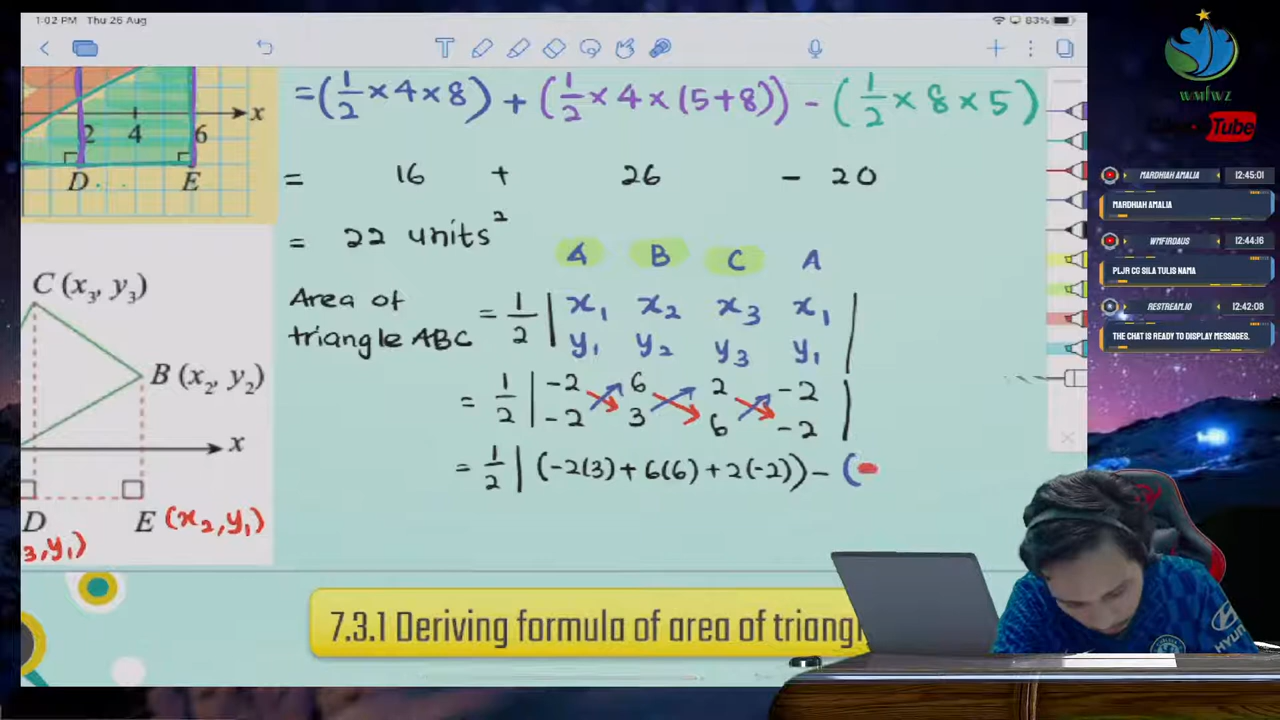 1:02 PM Thu 26 Aug
83%
= (1/2 × 4 × 8) + (1/2 × 4 × (5+8)) - (1/2 × 8 × 5)
x
2 4 6
D E
= 16 + 26 - 20
= 22 units²
A B C A
Area of triangle ABC = 1/2 | x₁ x₂ x₃ x₁
y₁ y₂ y₃ y₁ |
= 1/2 | -2 6 2 -2
-2 3 6 -2 |
= 1/2 | (-2(3) + 6(6) + 2(-2)) - (
C (x₃, y₃)
B (x₂, y₂)
x
D
E (x₂, y₁)
3, y₁)
7.3.1 Deriving formula of area of triang
wmfwz
Tube
MARDHIAH AMALIA 12:45:01
MARDHIAH AMALIA
WMFIRDAUS 12:44:16
PLJR CG SILA TULIS NAMA
RESTREAM.IO 12:42:08
THE CHAT IS READY TO DISPLAY MESSAGES.
HYUNDAI